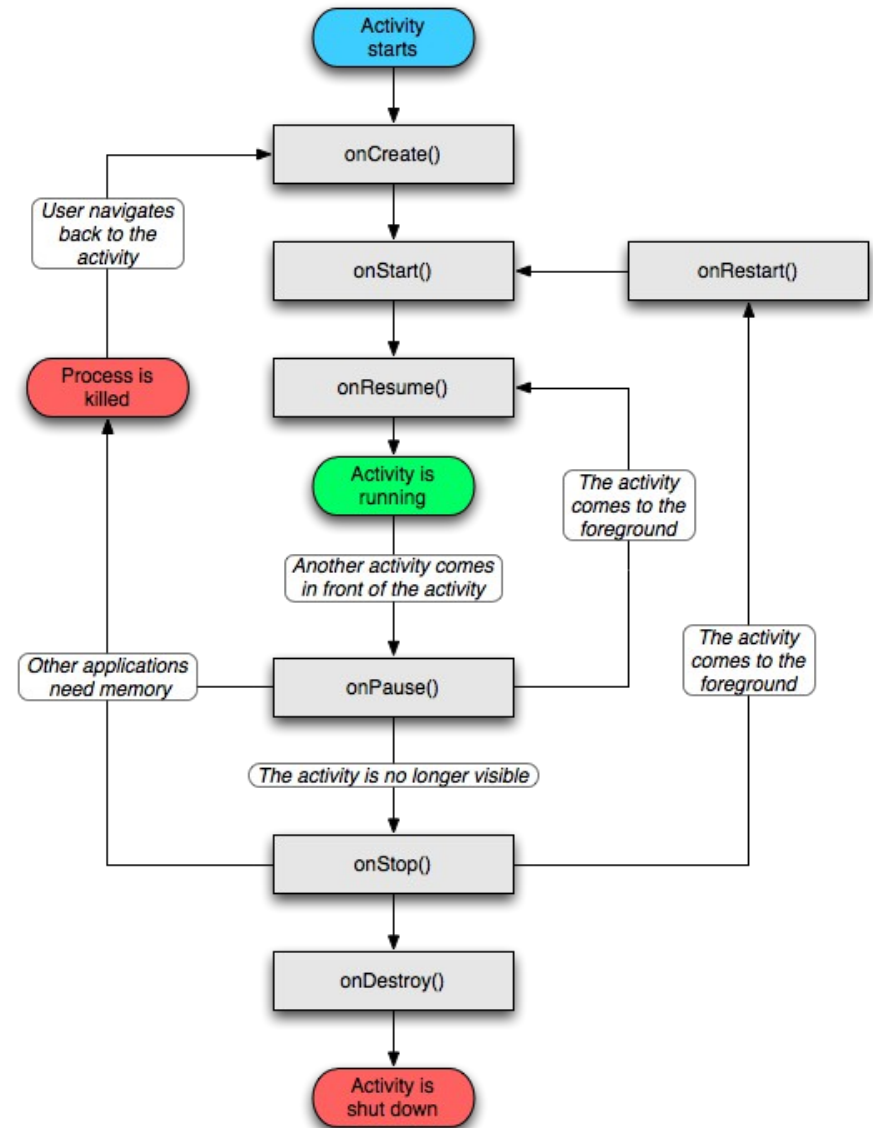 Activity
starts
onCreate()
User navigates
back to the
activity
onStart()
onRestart()
Process is
killed
onResume()
Activity is
running
The activity
comes to the
foreground
Another activity comes
in front of the activity
Other applications
need memory
onPause()
The activity
comes to the
foreground
The activity is no longer visible
onStop()
onDestroy()
Activity is
shut down